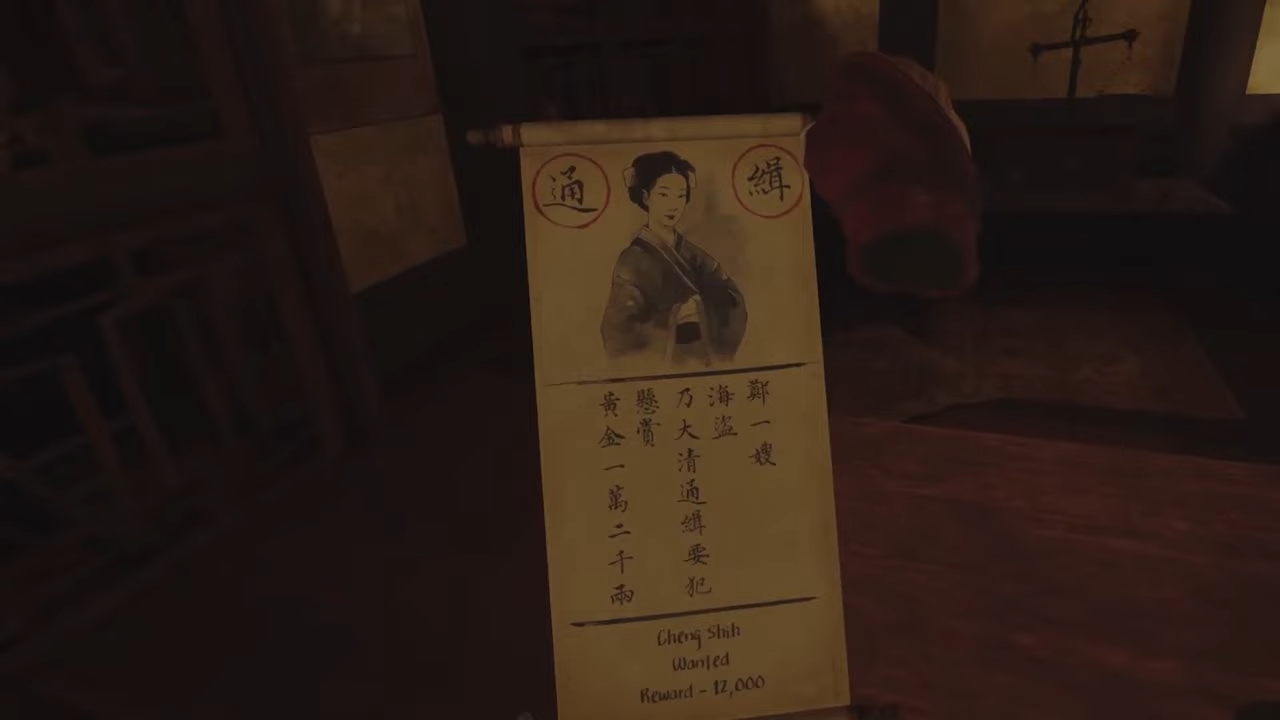 通 緝
鄭一嫂
海盜
乃大清通緝要犯
懸賞
黃金一萬二千兩
Cheng Shih
Wanted
Reward - 12,000